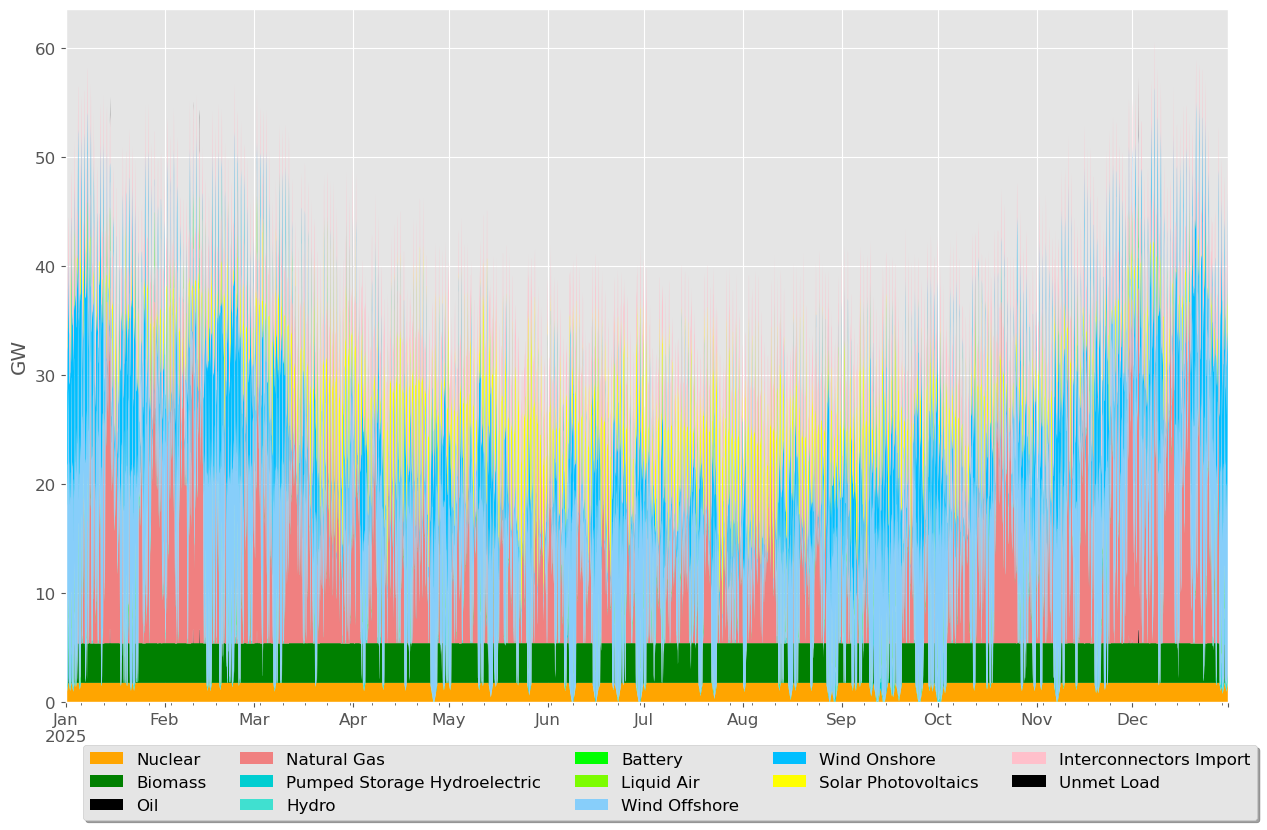 60
50
40
30
20
10
0
GW
Jan Feb Mar Apr May Jun Jul Aug Sep Oct Nov Dec
2025
Nuclear Natural Gas Battery Wind Onshore Interconnectors Import
Biomass Pumped Storage Hydroelectric Liquid Air Solar Photovoltaics Unmet Load
Oil Hydro Wind Offshore